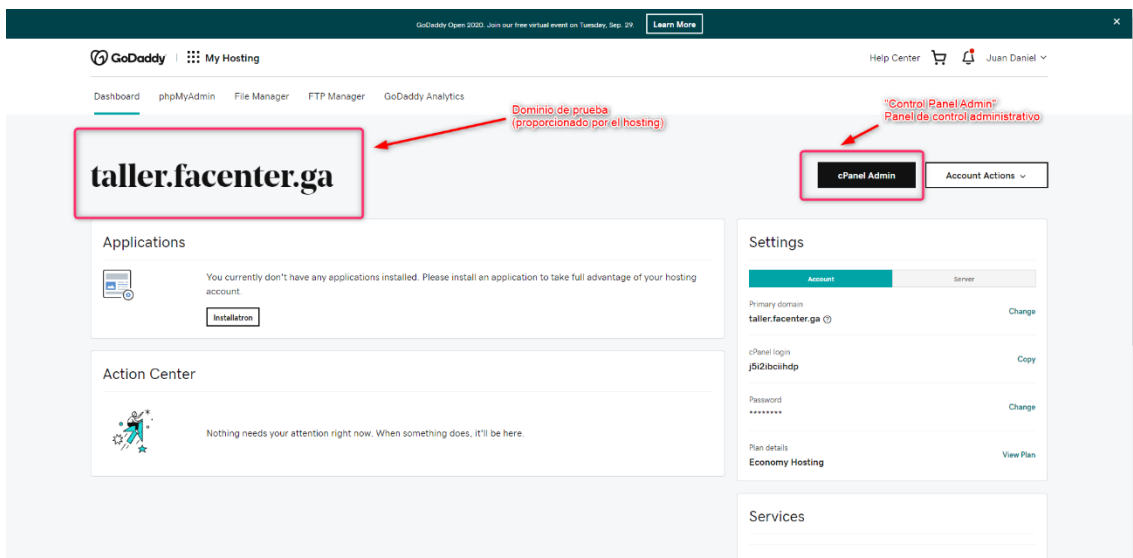 GoDaddy Open 2020. Join our free virtual event on Tuesday, Sep. 29. Learn More
GoDaddy My Hosting Help Center Juan Daniel
Dashboard phpMyAdmin File Manager FTP Manager GoDaddy Analytics
Dominio de prueba
(proporcionado por el hosting)
"Control Panel Admin"
Panel de control administrativo
taller.facenter.ga
cPanel Admin Account Actions
Applications
You currently don't have any applications installed. Please install an application to take full advantage of your hosting
account.
Installatron
Action Center
Nothing needs your attention right now. When something does, it'll be here.
Settings
Account Server
Primary domain
taller.facenter.ga Change
cPanel login
j5i2ibciihdp Copy
Password
******** Change
Plan details
Economy Hosting View Plan
Services